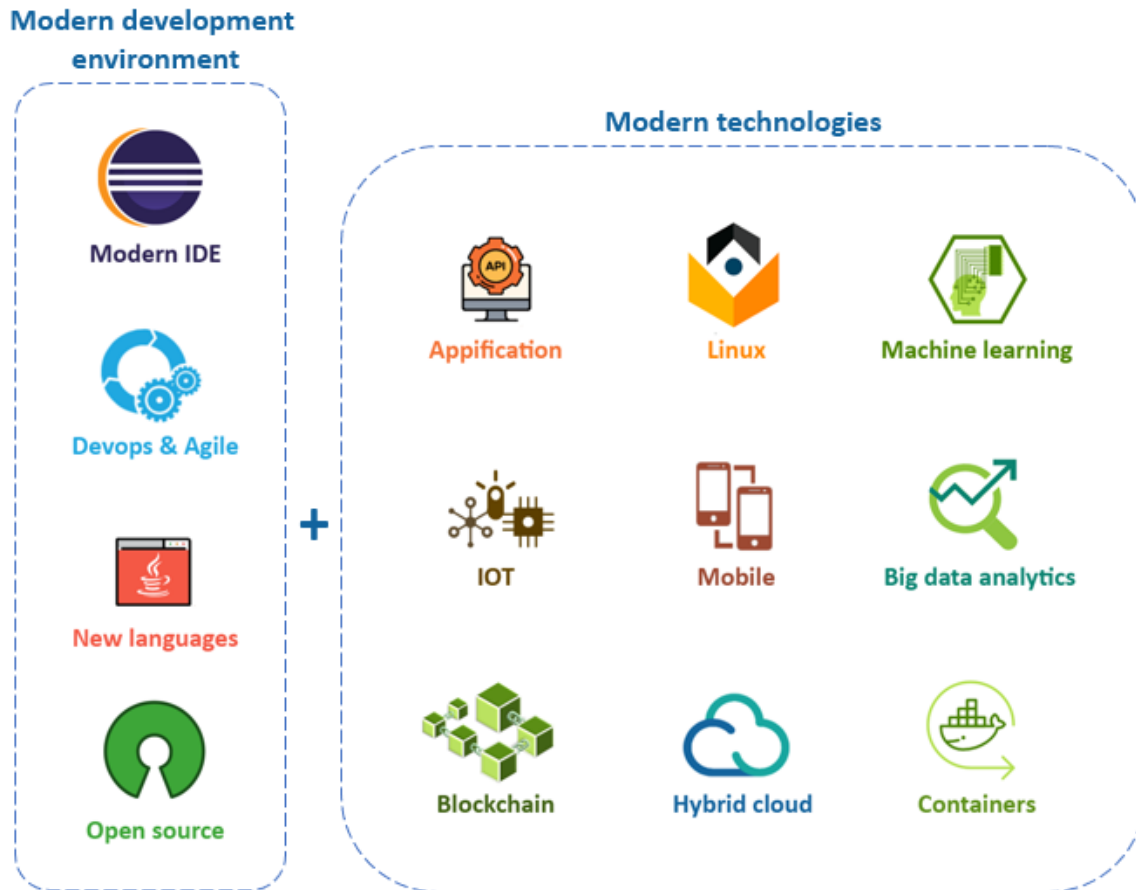 Modern development
environment
Modern IDE
Devops & Agile
New languages
Open source
+
Modern technologies
API
Appification
Linux
Machine learning
IOT
Mobile
Big data analytics
Blockchain
Hybrid cloud
Containers